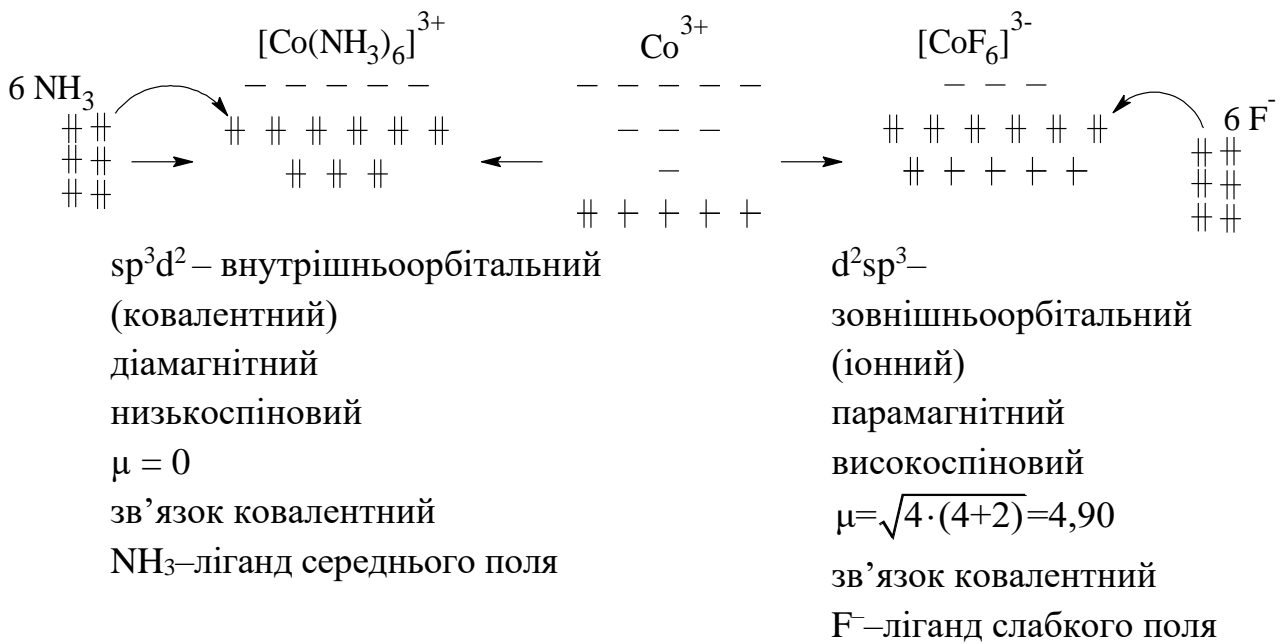 [Co(NH₃)₆]³⁺
Co³⁺
[CoF₆]³⁻
6 NH₃
6 F⁻
sp³d² – внутрішньоорбітальний
(ковалентний)
діамагнітний
низькоспіновий
μ = 0
зв’язок ковалентний
NH₃–ліганд середнього поля
d²sp³–
зовнішньоорбітальний
(іонний)
парамагнітний
високоспіновий
μ=√4·(4+2)=4,90
зв’язок ковалентний
F⁻–ліганд слабкого поля